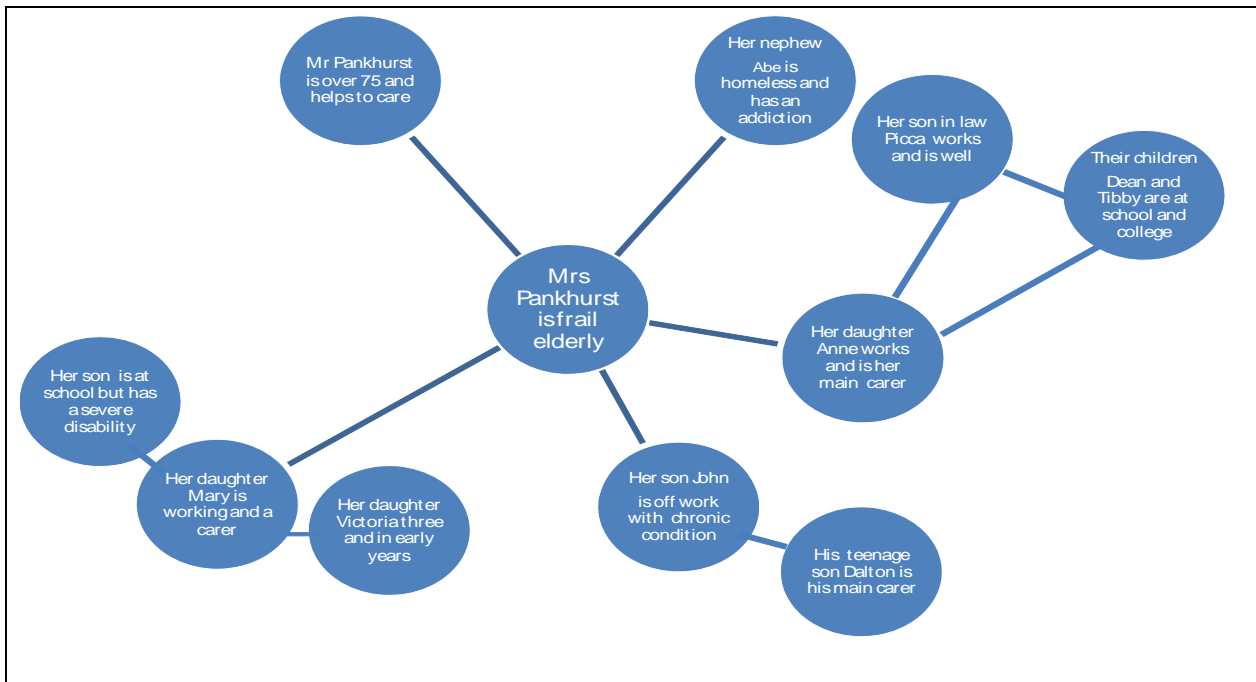 Mr Pankhurst
is over 75 and
helps to care
Her nephew
Abe is
homeless and
has an
addiction
Her son in law
Picca works
and is well
Their children
Dean and
Tibby are at
school and
college
Mrs
Pankhurst
is frail
elderly
Her daughter
Anne works
and is her
main carer
Her son is at
school but has
a severe
disability
Her daughter
Mary is
working and a
carer
Her daughter
Victoria three
and in early
years
Her son John
is off work
with chronic
condition
His teenage
son Dalton is
his main carer